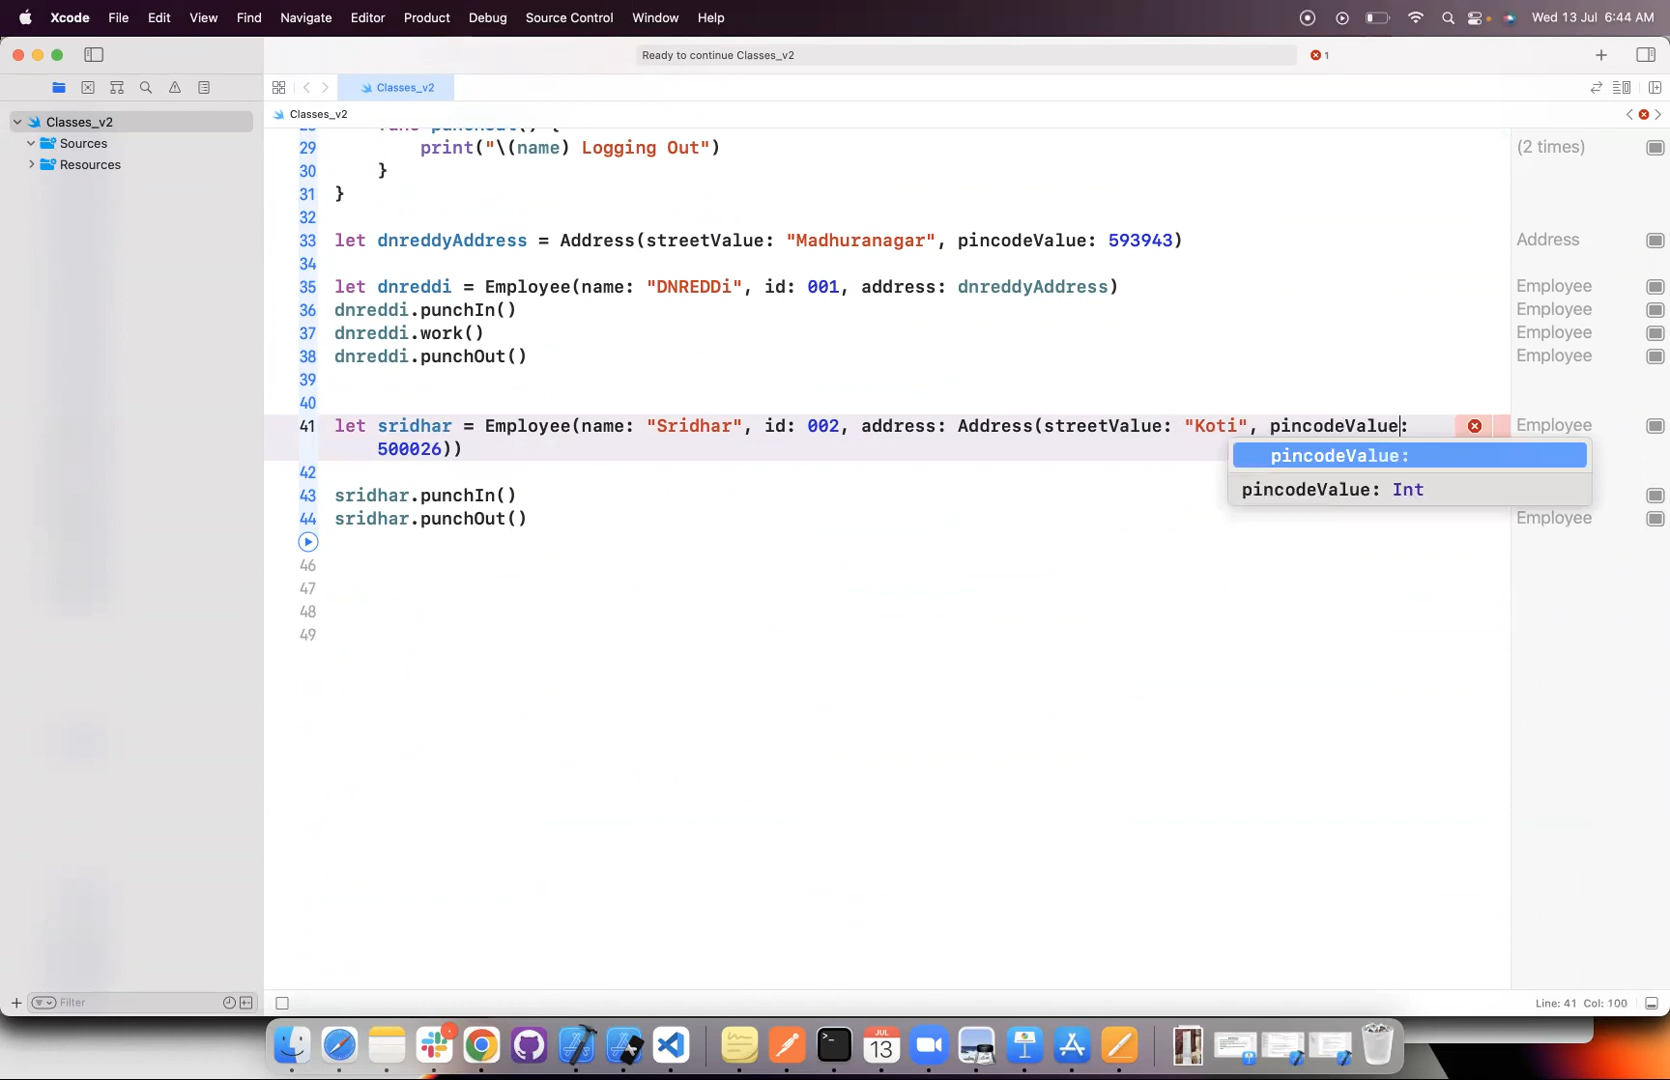 Xcode File Edit View Find Navigate Editor Product Debug Source Control Window Help Wed 13 Jul 6:44 AM
Ready to continue Classes_v2 1
Classes_v2
Classes_v2
Classes_v2
Sources
Resources
28 func punchOut() {
29 print("\(name) Logging Out") (2 times)
30 }
31 }
32
33 let dnreddyAddress = Address(streetValue: "Madhuranagar", pincodeValue: 593943) Address
34
35 let dnreddi = Employee(name: "DNREDDi", id: 001, address: dnreddyAddress) Employee
36 dnreddi.punchIn() Employee
37 dnreddi.work() Employee
38 dnreddi.punchOut() Employee
39
40
41 let sridhar = Employee(name: "Sridhar", id: 002, address: Address(streetValue: "Koti", pincodeValue: Employee
500026))
pincodeValue:
pincodeValue: Int
42
43 sridhar.punchIn()
44 sridhar.punchOut() Employee
46
47
48
49
Filter
Line: 41 Col: 100
JUL
13